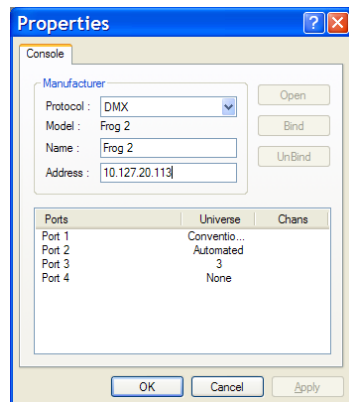 Properties
Console
Manufacturer
Protocol : DMX
Open
Model : Frog 2
Bind
Name : Frog 2
UnBind
Address : 10.127.20.113
Ports Universe Chans
Port 1 Conventio...
Port 2 Automated
Port 3 3
Port 4 None
OK Cancel Apply